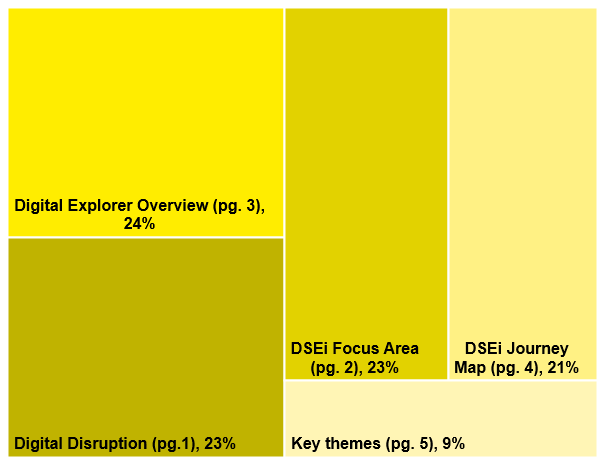 Digital Explorer Overview (pg. 3),
24%
Digital Disruption (pg.1), 23%
DSEi Focus Area
(pg. 2), 23%
DSEi Journey
Map (pg. 4), 21%
Key themes (pg. 5), 9%